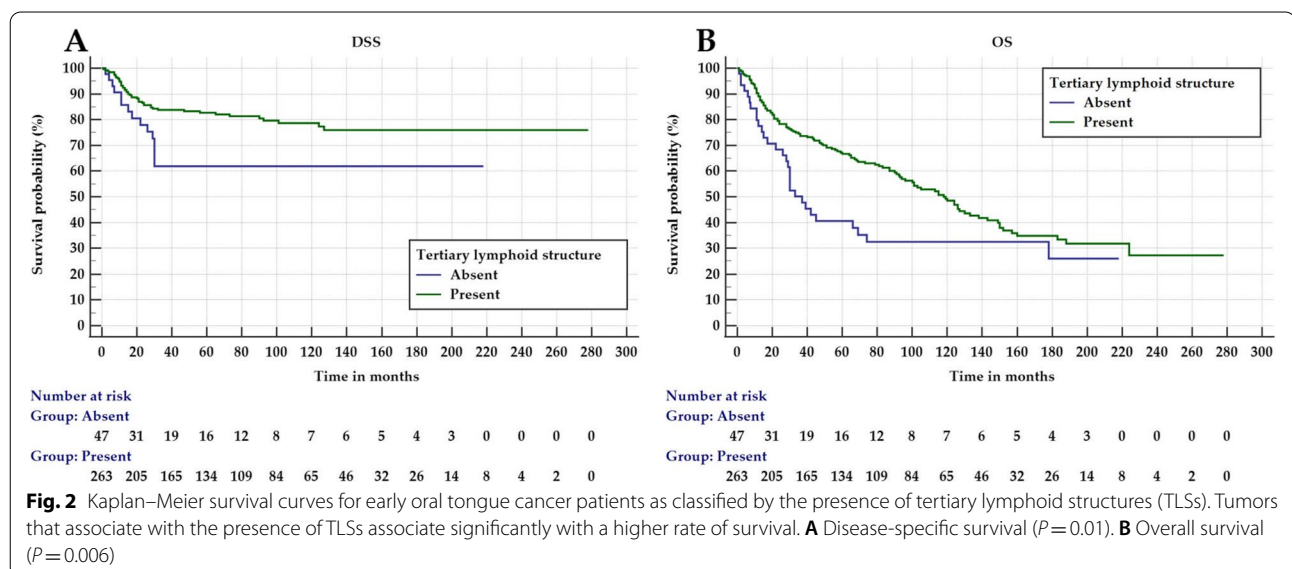 A
DSS
Survival probability (%)
100
90
80
70
60
50
40
30
20
10
0
Tertiary lymphoid structure
Absent
Present
0 20 40 60 80 100 120 140 160 180 200 220 240 260 280 300
Time in months
Number at risk
Group: Absent
47 31 19 16 12 8 7 6 5 4 3 0 0 0 0
Group: Present
263 205 165 134 109 84 65 46 32 26 14 8 4 2 0
B
OS
Survival probability (%)
100
90
80
70
60
50
40
30
20
10
0
Tertiary lymphoid structure
Absent
Present
0 20 40 60 80 100 120 140 160 180 200 220 240 260 280 300
Time in months
Number at risk
Group: Absent
47 31 19 16 12 8 7 6 5 4 3 0 0 0 0
Group: Present
263 205 165 134 109 84 65 46 32 26 14 8 4 2 0
Fig. 2 Kaplan–Meier survival curves for early oral tongue cancer patients as classified by the presence of tertiary lymphoid structures (TLSs). Tumors
that associate with the presence of TLSs associate significantly with a higher rate of survival. A Disease-specific survival (P = 0.01). B Overall survival
(P = 0.006)